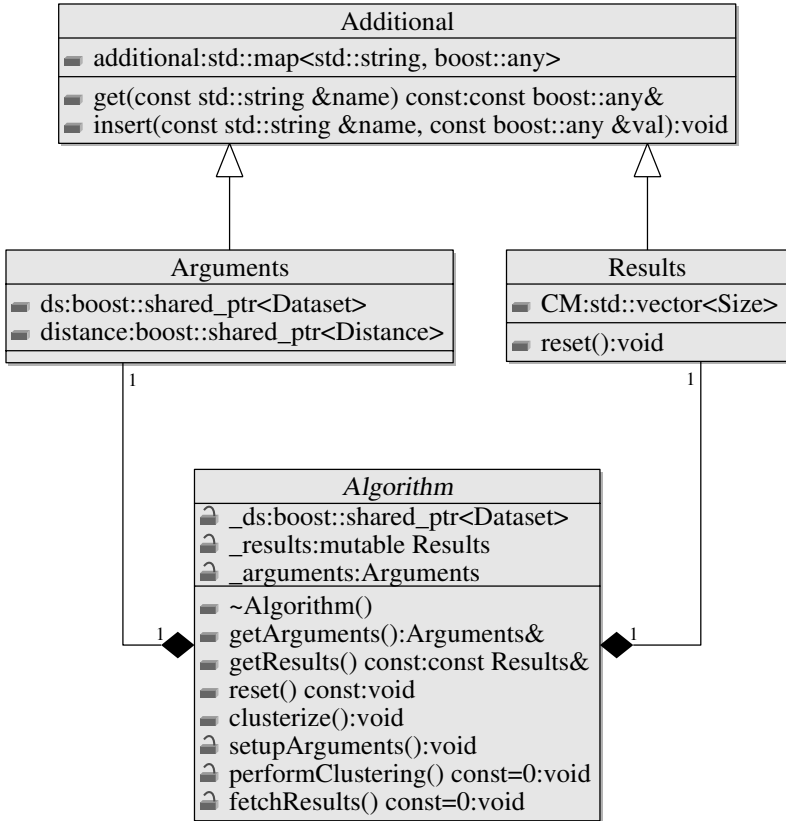 Additional
additional:std::map<std::string, boost::any>
get(const std::string &name) const:const boost::any&
insert(const std::string &name, const boost::any &val):void
Arguments
ds:boost::shared_ptr<Dataset>
distance:boost::shared_ptr<Distance>
Results
CM:std::vector<Size>
reset():void
1
1
Algorithm
_ds:boost::shared_ptr<Dataset>
_results:mutable Results
_arguments:Arguments
~Algorithm()
getArguments():Arguments&
getResults() const:const Results&
reset() const:void
clusterize():void
setupArguments():void
performClustering() const=0:void
fetchResults() const=0:void
1
1